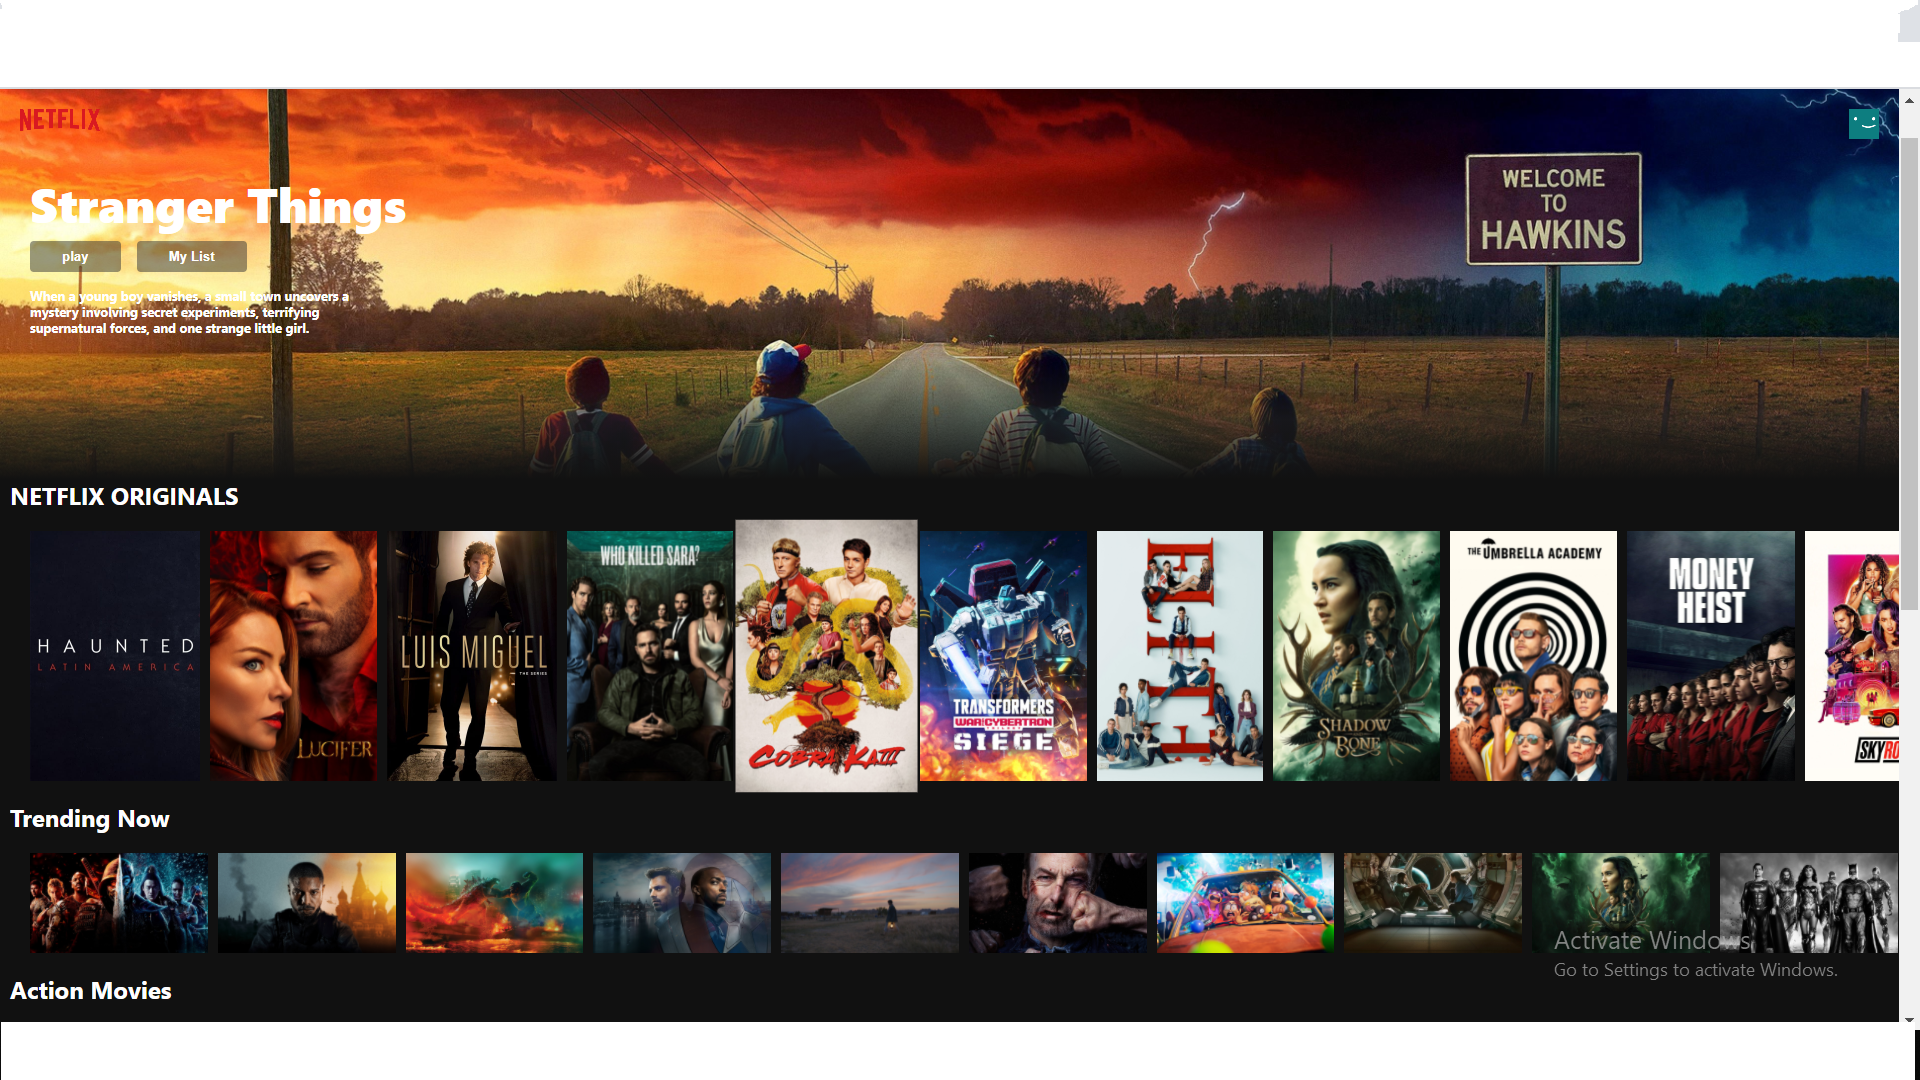 NETFLIX
WELCOME
TO
HAWKINS
Stranger Things
play
My List
When a young boy vanishes, a small town uncovers a
mystery involving secret experiments, terrifying
supernatural forces, and one strange little girl.
NETFLIX ORIGINALS
HAUNTED
LATIN AMERICA
LUCIFER
LUIS MIGUEL
THE SERIES
WHO KILLED SARA?
COBRA KAI
TRANSFORMERS
WAR FOR CYBERTRON
SIEGE
ELITE
SHADOW
AND
BONE
THE UMBRELLA ACADEMY
MONEY
HEIST
SKYRO
Trending Now
Activate Windows
Go to Settings to activate Windows.
Action Movies